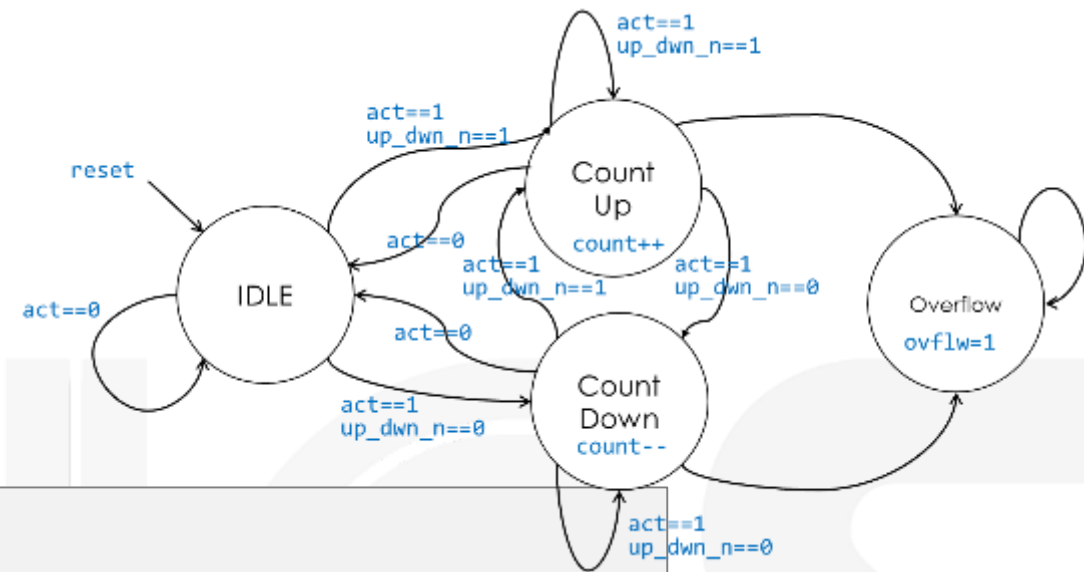 act==1
up_dwn_n==1
act==1
up_dwn_n==1
reset
Count
Up
count++
act==0
act==1
up_dwn_n==1
act==1
up_dwn_n==0
IDLE
act==0
act==0
Overflow
ovflw=1
Count
Down
count--
act==1
up_dwn_n==0
act==1
up_dwn_n==0